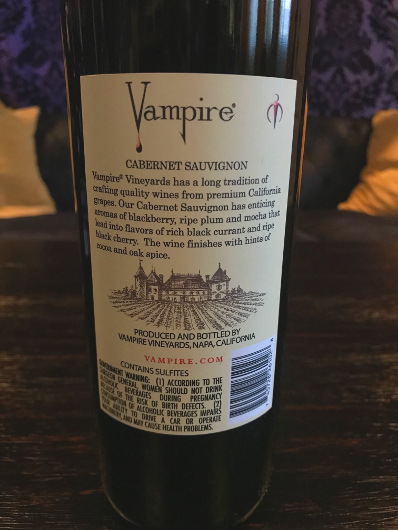 Vampire®
CABERNET SAUVIGNON
Vampire® Vineyards has a long tradition of
crafting quality wines from premium California
grapes. Our Cabernet Sauvignon has enticing
aromas of blackberry, ripe plum and mocha that
lead into flavors of rich black currant and ripe
black cherry. The wine finishes with hints of
cocoa and oak spice.
PRODUCED AND BOTTLED BY
VAMPIRE VINEYARDS, NAPA, CALIFORNIA
VAMPIRE.COM
CONTAINS SULFITES
GOVERNMENT WARNING: (1) ACCORDING TO THE
SURGEON GENERAL, WOMEN SHOULD NOT DRINK
ALCOHOLIC BEVERAGES DURING PREGNANCY
BECAUSE OF THE RISK OF BIRTH DEFECTS. (2)
CONSUMPTION OF ALCOHOLIC BEVERAGES IMPAIRS
YOUR ABILITY TO DRIVE A CAR OR OPERATE
MACHINERY, AND MAY CAUSE HEALTH PROBLEMS.